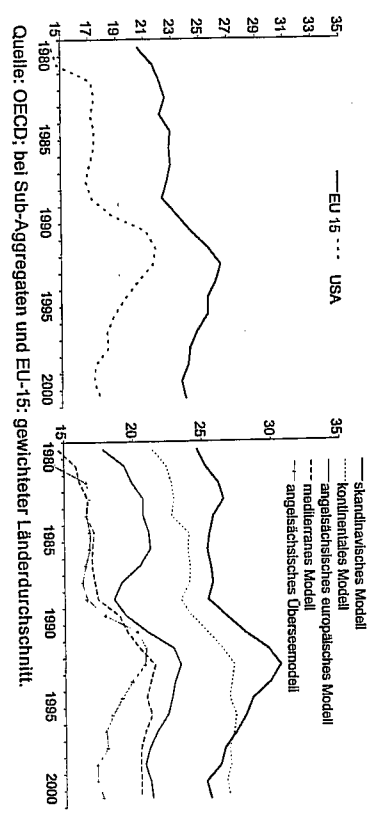 35
33
31
29
27
25
23
21
19
17
15
EU 15 USA
1980 1985 1990 1995 2000
35
30
25
20
15
skandinavisches Modell
kontinentales Modell
angelsächsisches europäisches Modell
mediterranes Modell
angelsächsisches Überseemodell
1980 1985 1990 1995 2000
Quelle: OECD; bei Sub-Aggregaten und EU-15: gewichteter Länderdurchschnitt.